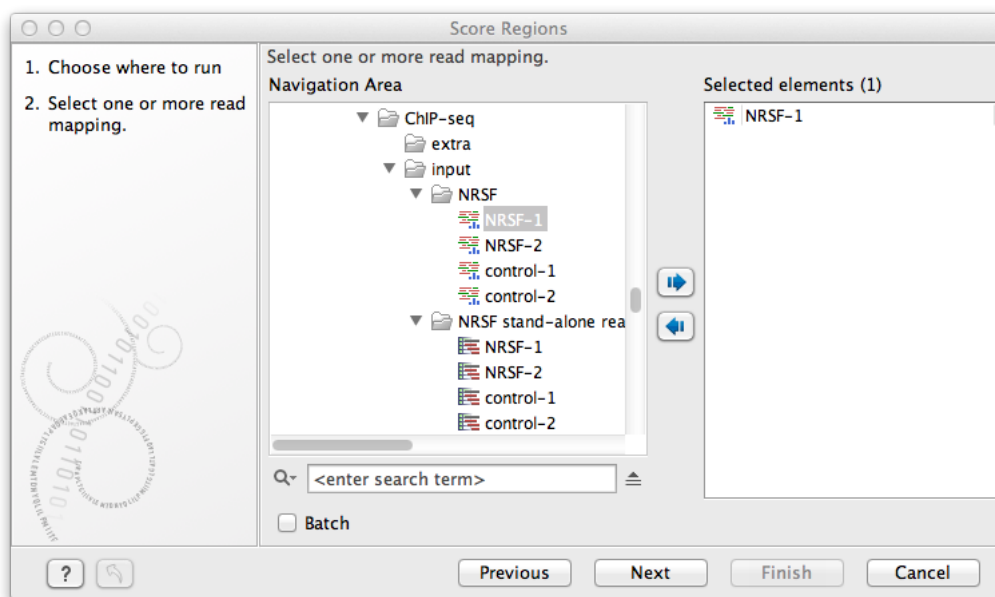 Score Regions
1. Choose where to run
2. Select one or more read
mapping.
Select one or more read mapping.
Navigation Area
ChIP-seq
extra
input
NRSF
NRSF-1
NRSF-2
control-1
control-2
NRSF stand-alone rea
NRSF-1
NRSF-2
control-1
control-2
<enter search term>
Batch
Selected elements (1)
NRSF-1
?
Previous
Next
Finish
Cancel